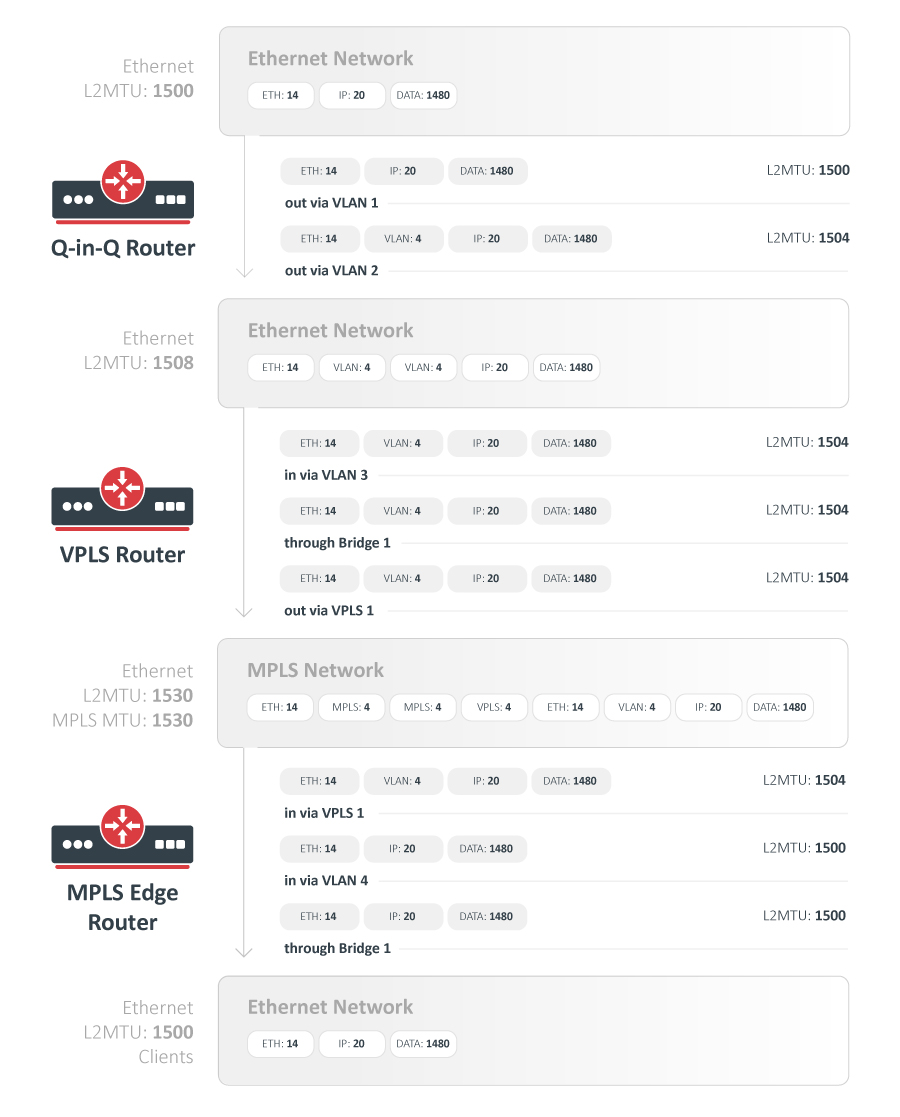 Ethernet
L2MTU: 1500
Ethernet Network
ETH: 14 IP: 20 DATA: 1480
Q-in-Q Router
ETH: 14 IP: 20 DATA: 1480 L2MTU: 1500
out via VLAN 1
ETH: 14 VLAN: 4 IP: 20 DATA: 1480 L2MTU: 1504
out via VLAN 2
Ethernet
L2MTU: 1508
Ethernet Network
ETH: 14 VLAN: 4 VLAN: 4 IP: 20 DATA: 1480
VPLS Router
ETH: 14 VLAN: 4 IP: 20 DATA: 1480 L2MTU: 1504
in via VLAN 3
ETH: 14 VLAN: 4 IP: 20 DATA: 1480 L2MTU: 1504
through Bridge 1
ETH: 14 VLAN: 4 IP: 20 DATA: 1480 L2MTU: 1504
out via VPLS 1
Ethernet
L2MTU: 1530
MPLS MTU: 1530
MPLS Network
ETH: 14 MPLS: 4 MPLS: 4 VPLS: 4 ETH: 14 VLAN: 4 IP: 20 DATA: 1480
MPLS Edge
Router
ETH: 14 VLAN: 4 IP: 20 DATA: 1480 L2MTU: 1504
in via VPLS 1
ETH: 14 IP: 20 DATA: 1480 L2MTU: 1500
in via VLAN 4
ETH: 14 IP: 20 DATA: 1480 L2MTU: 1500
through Bridge 1
Ethernet
L2MTU: 1500
Clients
Ethernet Network
ETH: 14 IP: 20 DATA: 1480